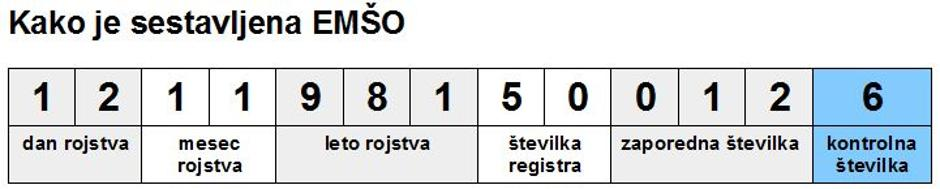 Kako je sestavljena EMŠO
1 2 1 1 9 8 1 5 0 0 1 2 6
dan rojstva mesec rojstva leto rojstva številka registra zaporedna številka kontrolna številka